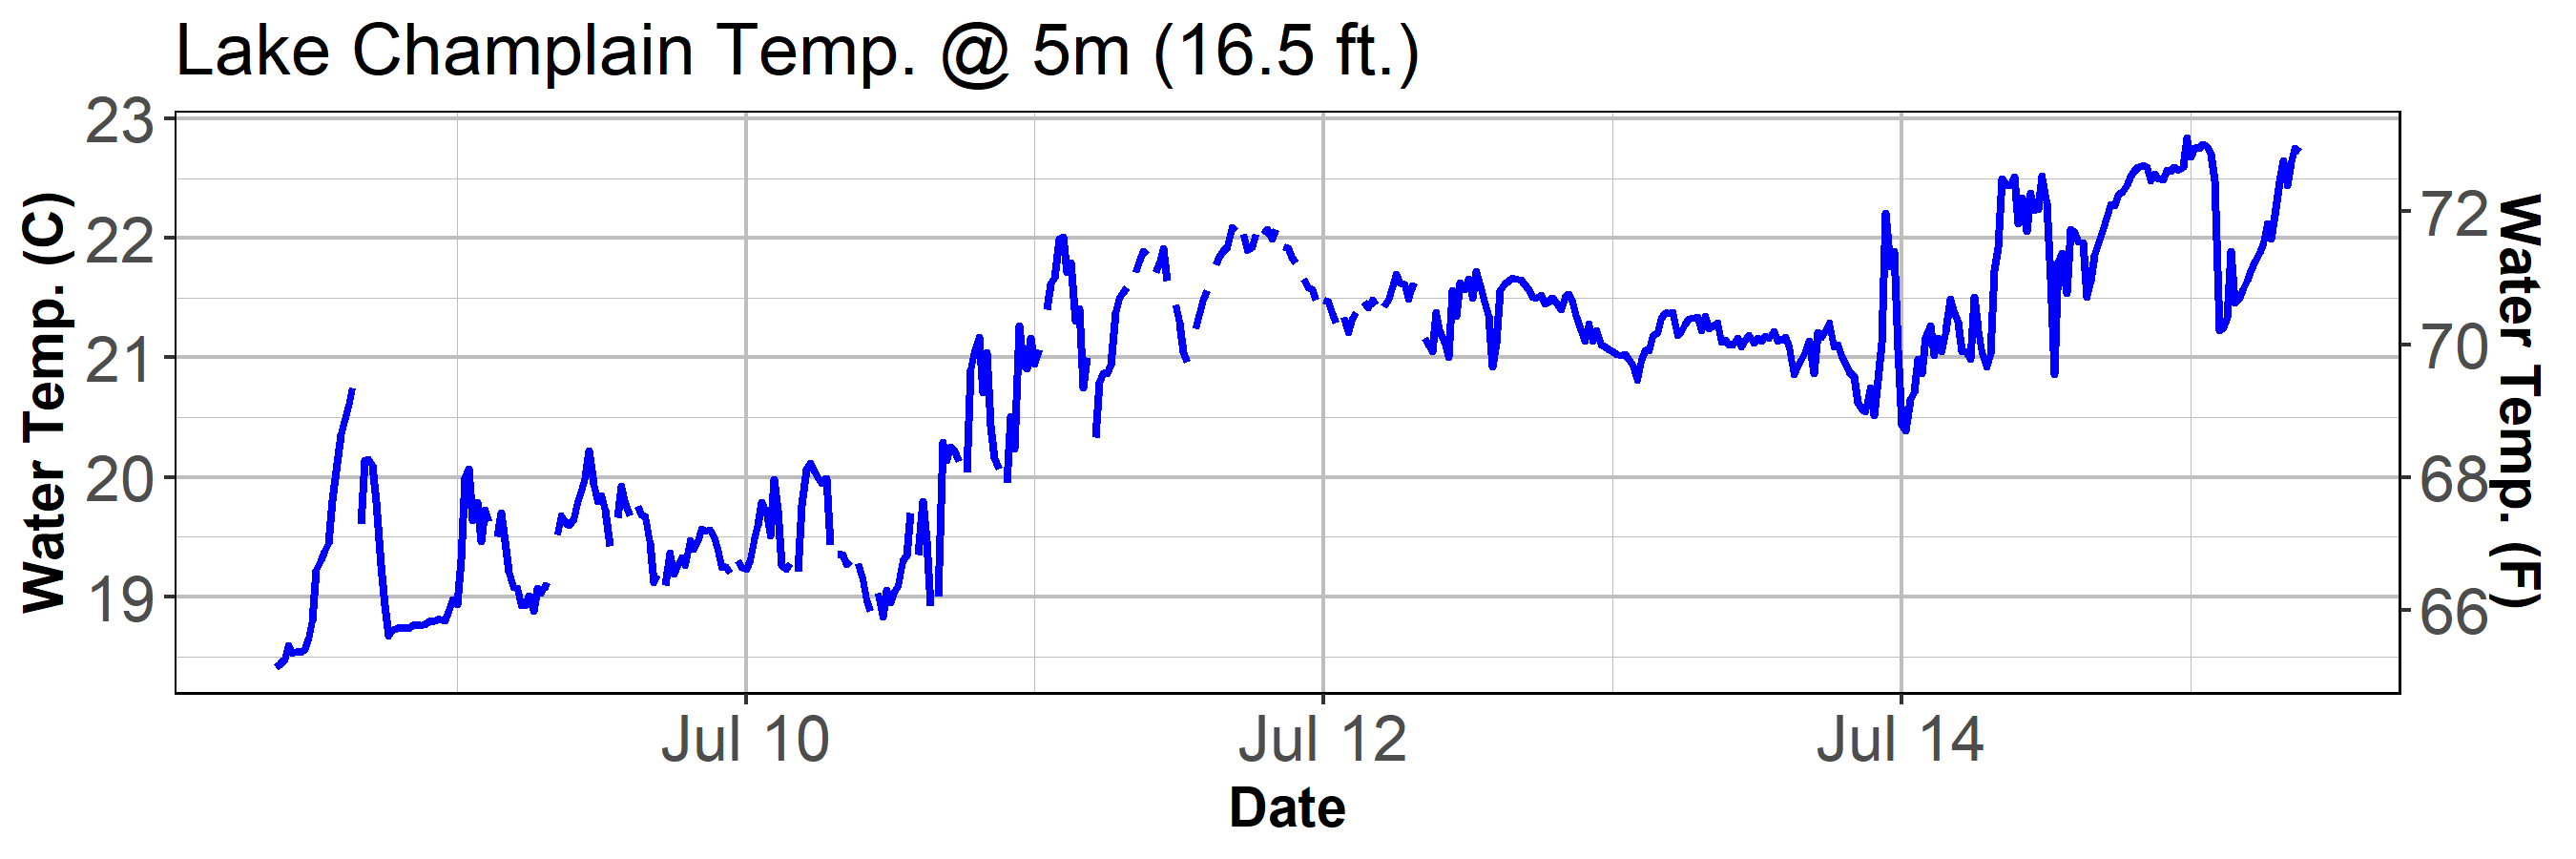 Lake Champlain Temp. @ 5m (16.5 ft.)
Water Temp. (C)
23
22
21
20
19
72
70
68
66
Water Temp. (F)
Jul 10 Jul 12 Jul 14
Date